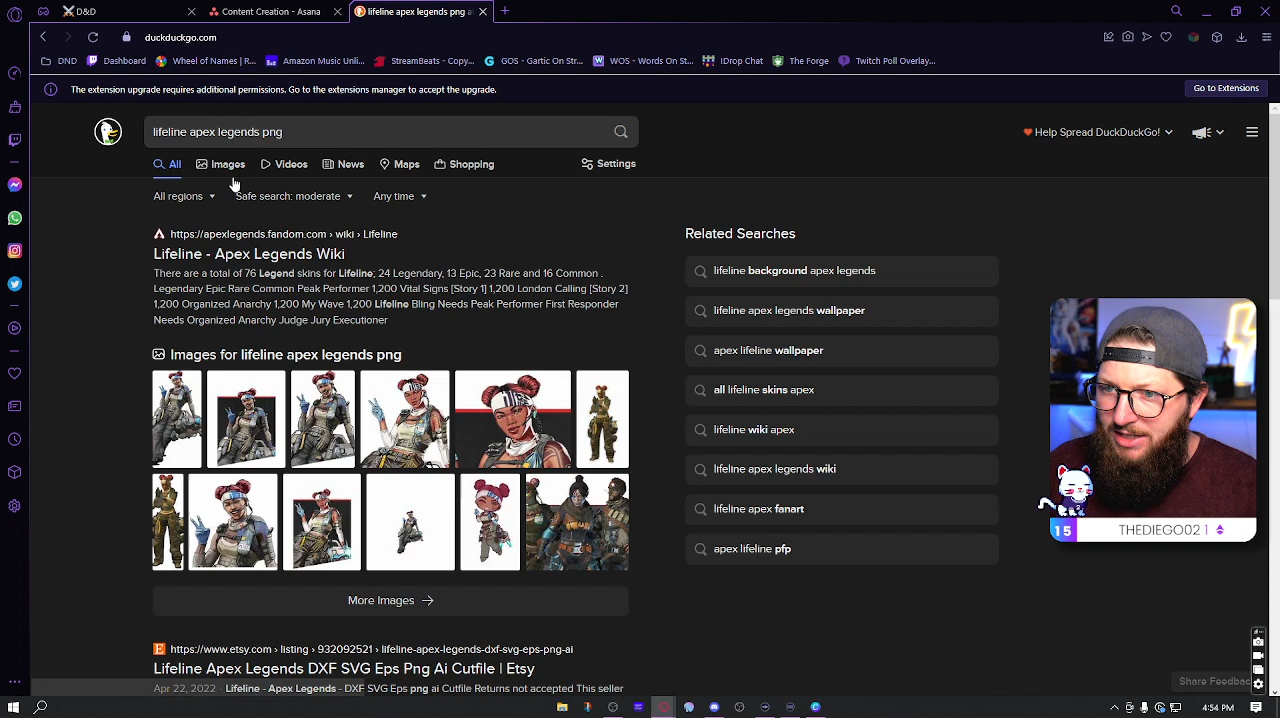 D&D
Content Creation - Asana
lifeline apex legends png a
duckduckgo.com
DND
Dashboard
Wheel of Names | R...
Amazon Music Unli...
StreamBeats - Copy...
GOS - Gartic On Str...
WOS - Words On St...
IDrop Chat
The Forge
Twitch Poll Overlay...
The extension upgrade requires additional permissions. Go to the extensions manager to accept the upgrade.
Go to Extensions
lifeline apex legends png
Help Spread DuckDuckGo!
All
Images
Videos
News
Maps
Shopping
Settings
All regions
Safe search: moderate
Any time
https://apexlegends.fandom.com › wiki › Lifeline
Lifeline - Apex Legends Wiki
There are a total of 76 Legend skins for Lifeline; 24 Legendary, 13 Epic, 23 Rare and 16 Common .
Legendary Epic Rare Common Peak Performer 1,200 Vital Signs [Story 1] 1,200 London Calling [Story 2]
1,200 Organized Anarchy 1,200 My Wave 1,200 Lifeline Bling Needs Peak Performer First Responder
Needs Organized Anarchy Judge Jury Executioner
Images for lifeline apex legends png
More Images
https://www.etsy.com › listing › 932092521 › lifeline-apex-legends-dxf-svg-eps-png-ai
Lifeline Apex Legends DXF SVG Eps Png Ai Cutfile | Etsy
Apr 22, 2022 · Lifeline - Apex Legends - DXF SVG Eps png ai Cutfile Returns not accepted This seller
Related Searches
lifeline background apex legends
lifeline apex legends wallpaper
apex lifeline wallpaper
all lifeline skins apex
lifeline wiki apex
lifeline apex legends wiki
lifeline apex fanart
apex lifeline pfp
15
THEDIEGO02 1
Share Feedbac
4:54 PM